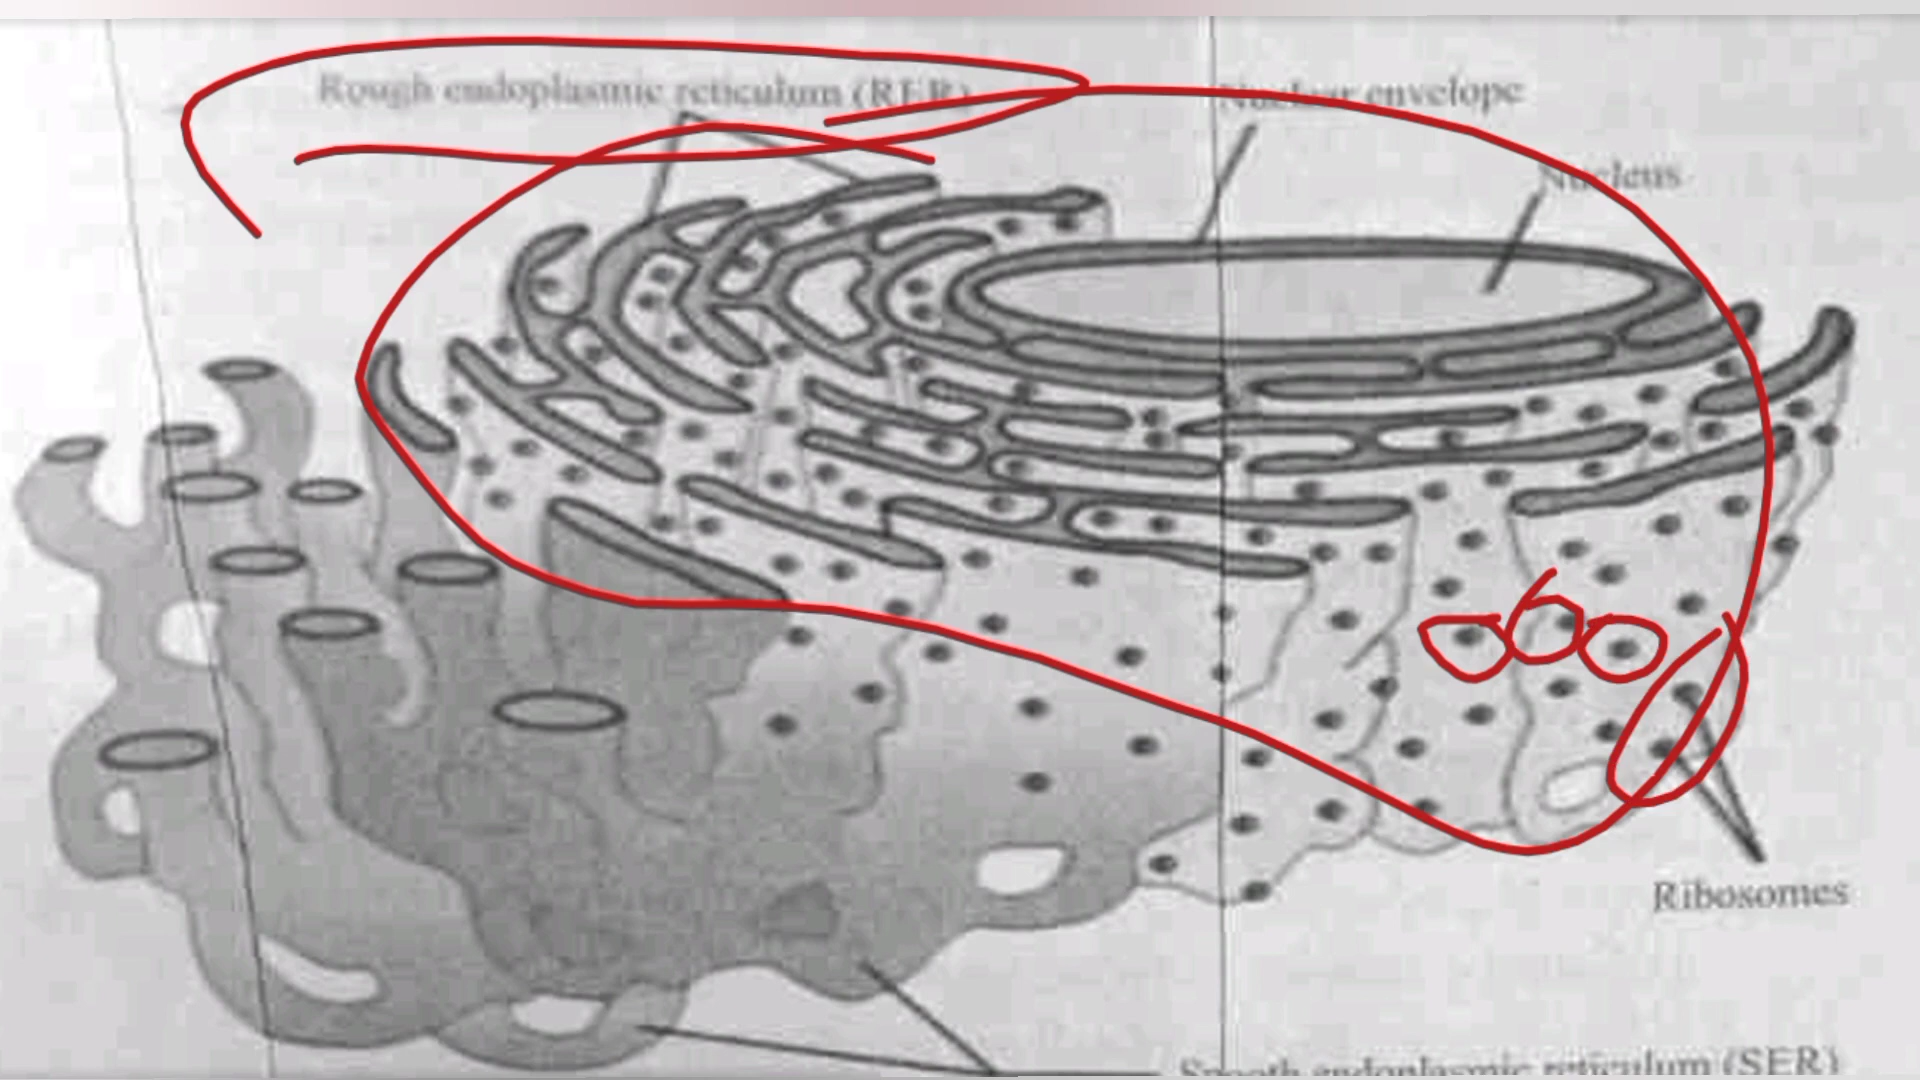 Rough endoplasmic reticulum (RER)
Nuclear envelope
Nucleus
Ribosomes
Smooth endoplasmic reticulum (SER)